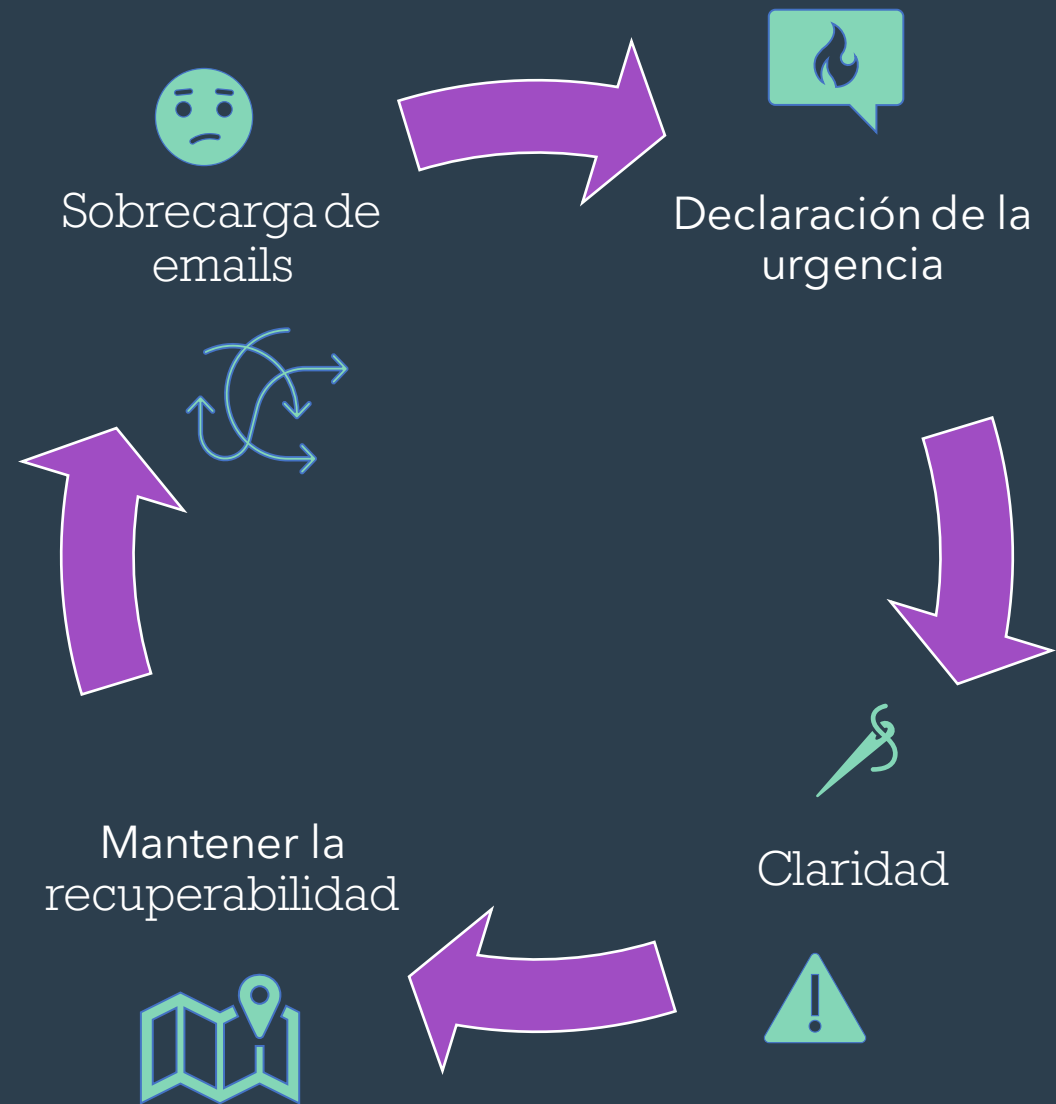 Sobrecarga de
emails
Declaración de la
urgencia
Claridad
Mantener la
recuperabilidad